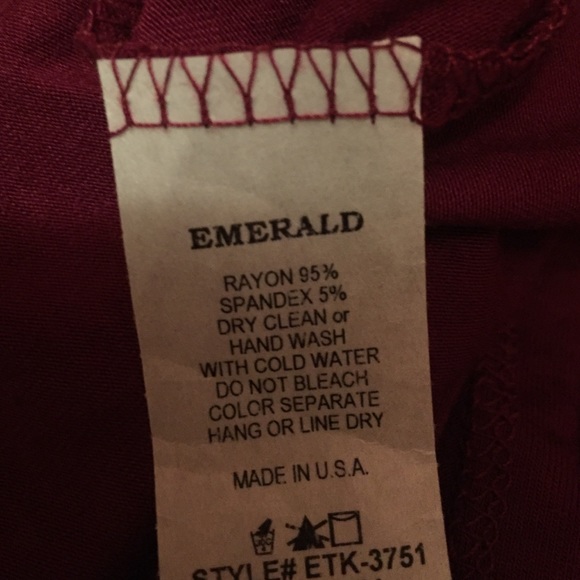 EMERALD
RAYON 95%
SPANDEX 5%
DRY CLEAN or
HAND WASH
WITH COLD WATER
DO NOT BLEACH
COLOR SEPARATE
HANG OR LINE DRY
MADE IN U.S.A.
STYLE# ETK-3751